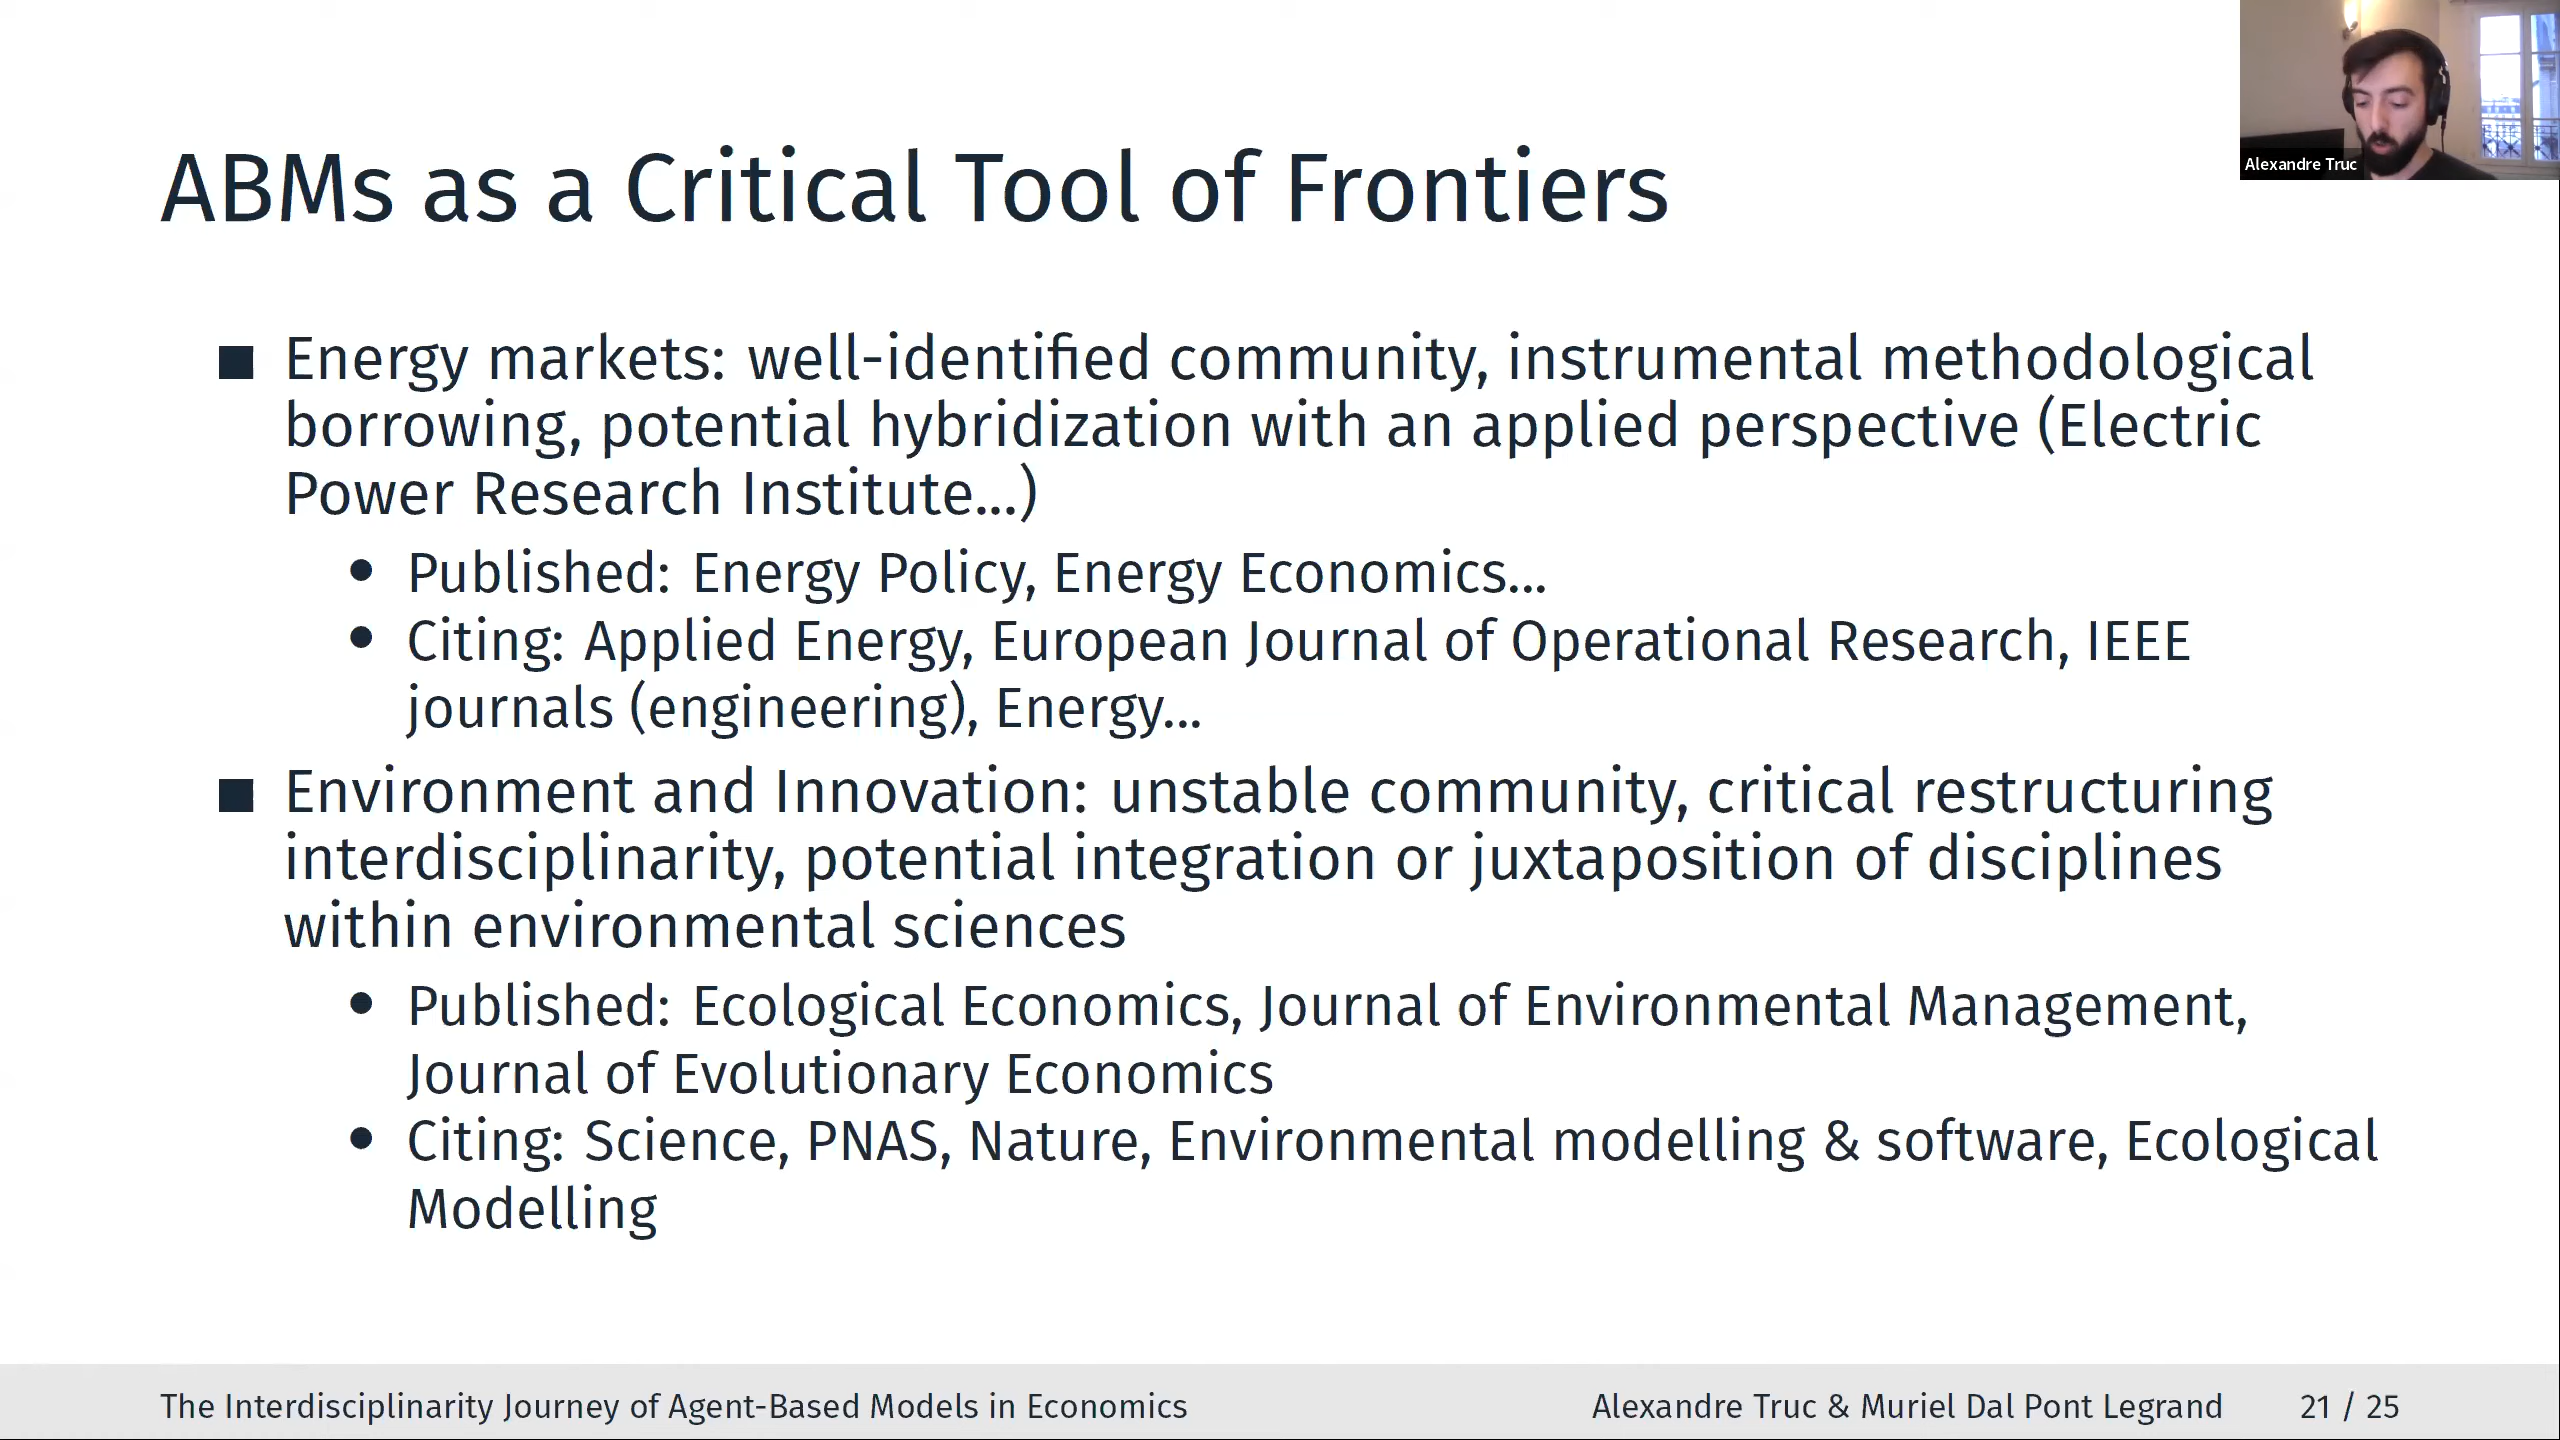 Alexandre Truc
ABMs as a Critical Tool of Frontiers
■ Energy markets: well-identified community, instrumental methodological
borrowing, potential hybridization with an applied perspective (Electric
Power Research Institute...)
• Published: Energy Policy, Energy Economics...
• Citing: Applied Energy, European Journal of Operational Research, IEEE
journals (engineering), Energy...
■ Environment and Innovation: unstable community, critical restructuring
interdisciplinarity, potential integration or juxtaposition of disciplines
within environmental sciences
• Published: Ecological Economics, Journal of Environmental Management,
Journal of Evolutionary Economics
• Citing: Science, PNAS, Nature, Environmental modelling & software, Ecological
Modelling
The Interdisciplinarity Journey of Agent-Based Models in Economics
Alexandre Truc & Muriel Dal Pont Legrand
21 / 25